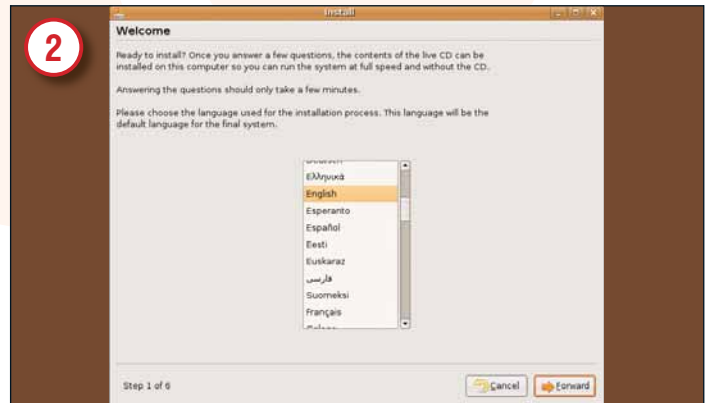 Install
2
Welcome
Ready to install? Once you answer a few questions, the contents of the live CD can be
installed on this computer so you can run the system at full speed and without the CD.
Answering the questions should only take a few minutes.
Please choose the language used for the installation process. This language will be the
default language for the final system.
Ελληνικά
English
Esperanto
Español
Eesti
Euskaraz
فارسی
Suomeksi
Français
Step 1 of 6
Cancel
Forward